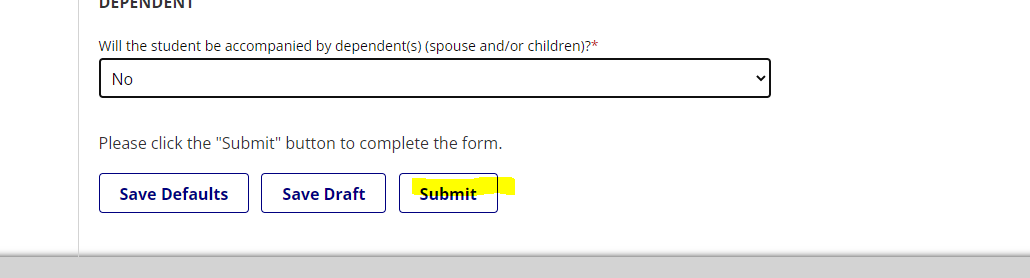 DEPENDENT
Will the student be accompanied by dependent(s) (spouse and/or children)?*
No
Please click the "Submit" button to complete the form.
Save Defaults Save Draft Submit